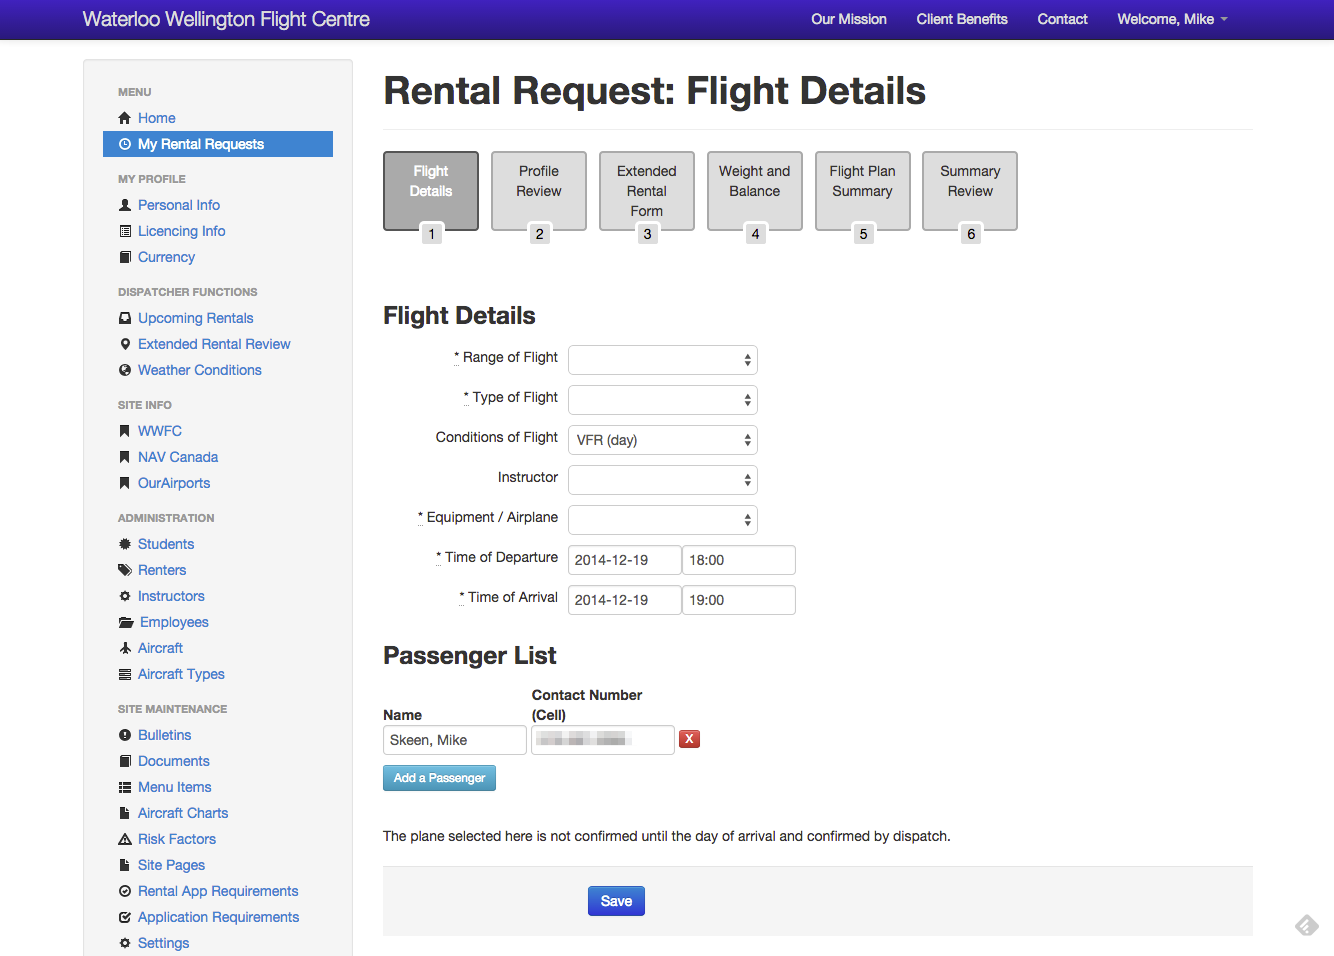 Waterloo Wellington Flight Centre
Our Mission
Client Benefits
Contact
Welcome, Mike
MENU
Home
My Rental Requests
MY PROFILE
Personal Info
Licencing Info
Currency
DISPATCHER FUNCTIONS
Upcoming Rentals
Extended Rental Review
Weather Conditions
SITE INFO
WWFC
NAV Canada
OurAirports
ADMINISTRATION
Students
Renters
Instructors
Employees
Aircraft
Aircraft Types
SITE MAINTENANCE
Bulletins
Documents
Menu Items
Aircraft Charts
Risk Factors
Site Pages
Rental App Requirements
Application Requirements
Settings
Rental Request: Flight Details
Flight
Details
1
Profile
Review
2
Extended
Rental
Form
3
Weight and
Balance
4
Flight Plan
Summary
5
Summary
Review
6
Flight Details
* Range of Flight
* Type of Flight
Conditions of Flight VFR (day)
Instructor
* Equipment / Airplane
* Time of Departure 2014-12-19 18:00
* Time of Arrival 2014-12-19 19:00
Passenger List
Name
Contact Number
(Cell)
Skeen, Mike
X
Add a Passenger
The plane selected here is not confirmed until the day of arrival and confirmed by dispatch.
Save